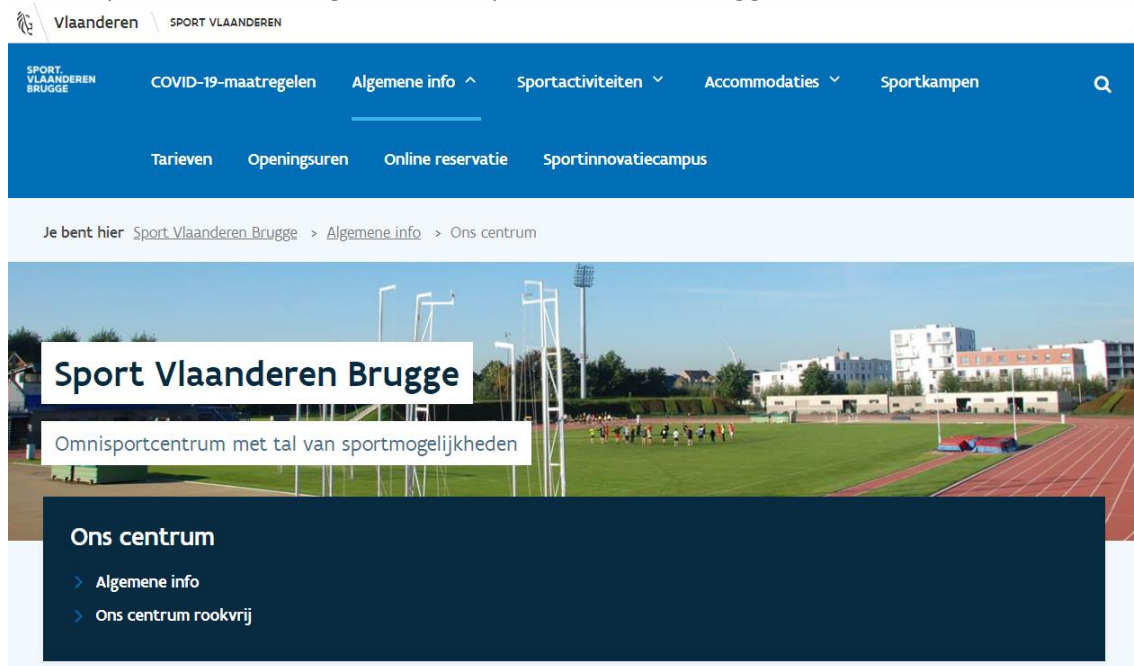 Vlaanderen SPORT VLAANDEREN
SPORT.
VLAANDEREN
BRUGGE
COVID-19-maatregelen Algemene info Sportactiviteiten Accommodaties Sportkampen
Tarieven Openingsuren Online reservatie Sportinnovatiecampus
Je bent hier Sport Vlaanderen Brugge > Algemene info > Ons centrum
Sport Vlaanderen Brugge
Omnisportcentrum met tal van sportmogelijkheden
Ons centrum
> Algemene info
> Ons centrum rookvrij